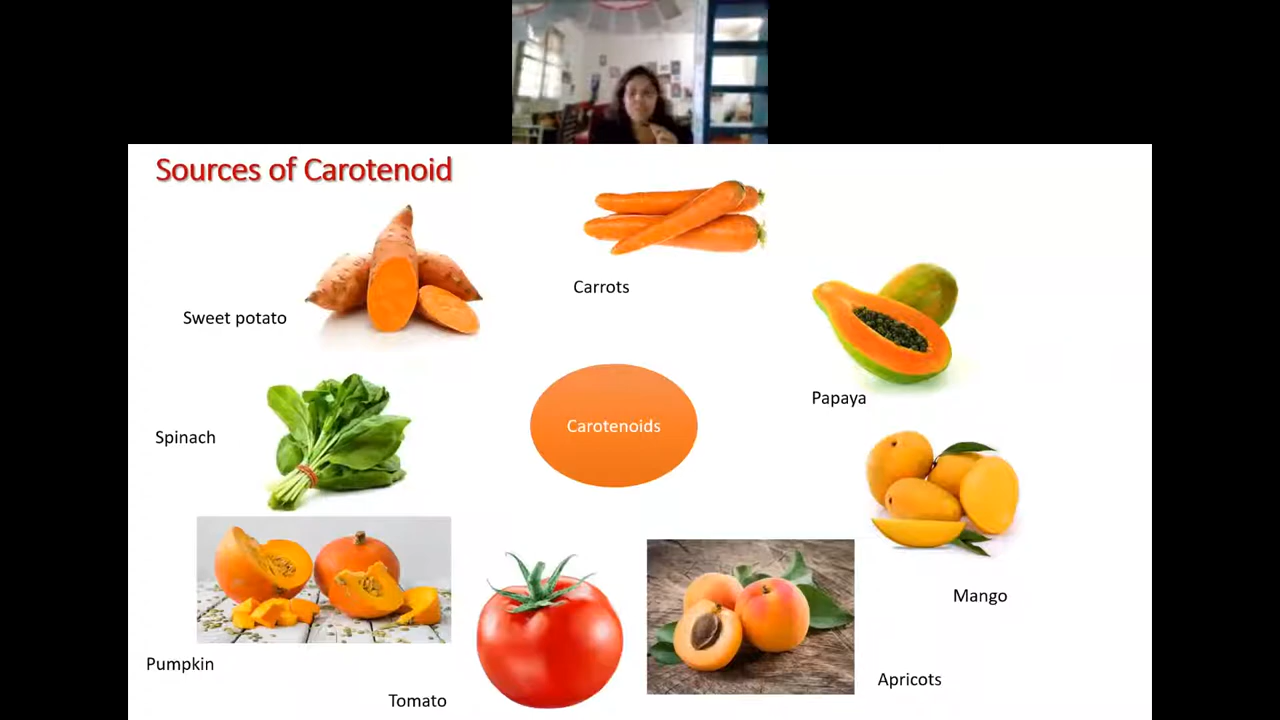 Sources of Carotenoid
Carrots
Sweet potato
Papaya
Carotenoids
Spinach
Mango
Pumpkin
Apricots
Tomato